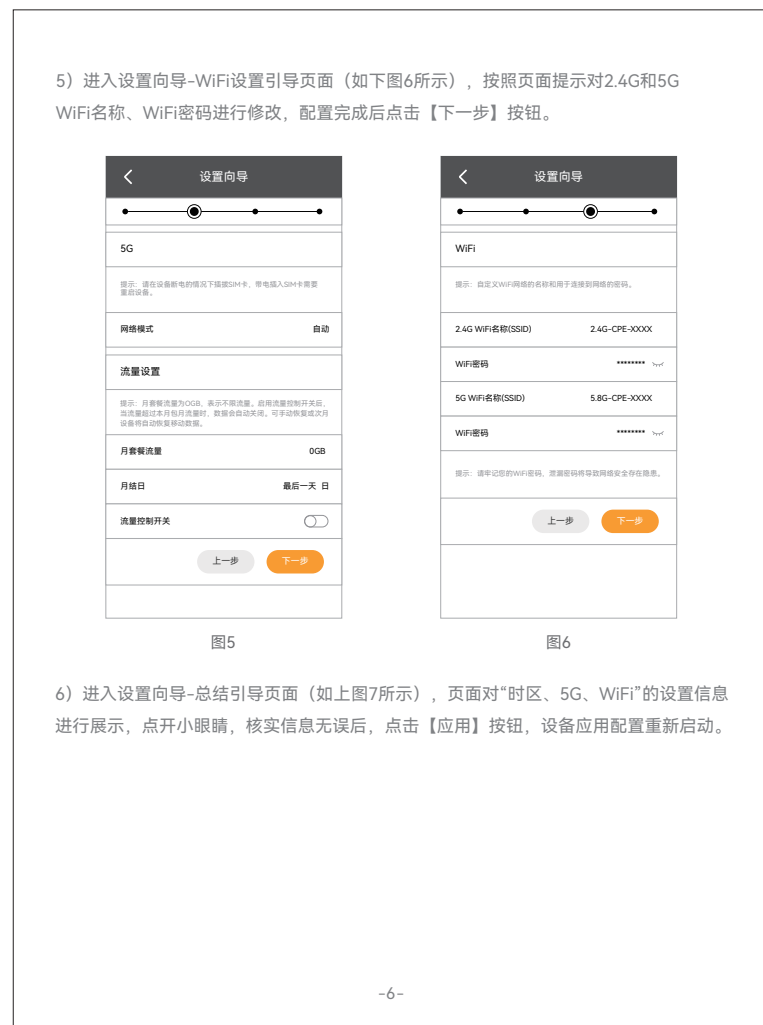 5）进入设置向导-WiFi设置引导页面（如下图6所示），按照页面提示对2.4G和5G
WiFi名称、WiFi密码进行修改，配置完成后点击【下一步】按钮。
设置向导
5G
提示：请在设备断电的情况下插拔SIM卡，带电插入SIM卡需要
重启设备。
网络模式 自动
流量设置
提示：月套餐流量为0GB，表示不限流量。启用流量控制开关后，
当流量超过本月包月流量时，数据会自动关闭。可手动恢复或次月
设备将自动恢复移动数据。
月套餐流量 0GB
月结日 最后一天 日
流量控制开关
上一步 下一步
图5
设置向导
WiFi
提示：自定义WiFi网络的名称和用于连接到网络的密码。
2.4G WiFi名称(SSID) 2.4G-CPE-XXXX
WiFi密码 ********
5G WiFi名称(SSID) 5.8G-CPE-XXXX
WiFi密码 ********
提示：请牢记您的WiFi密码，泄漏密码将导致网络安全存在隐患。
上一步 下一步
图6
6）进入设置向导-总结引导页面（如上图7所示），页面对“时区、5G、WiFi”的设置信息
进行展示，点开小眼睛，核实信息无误后，点击【应用】按钮，设备应用配置重新启动。
-6-